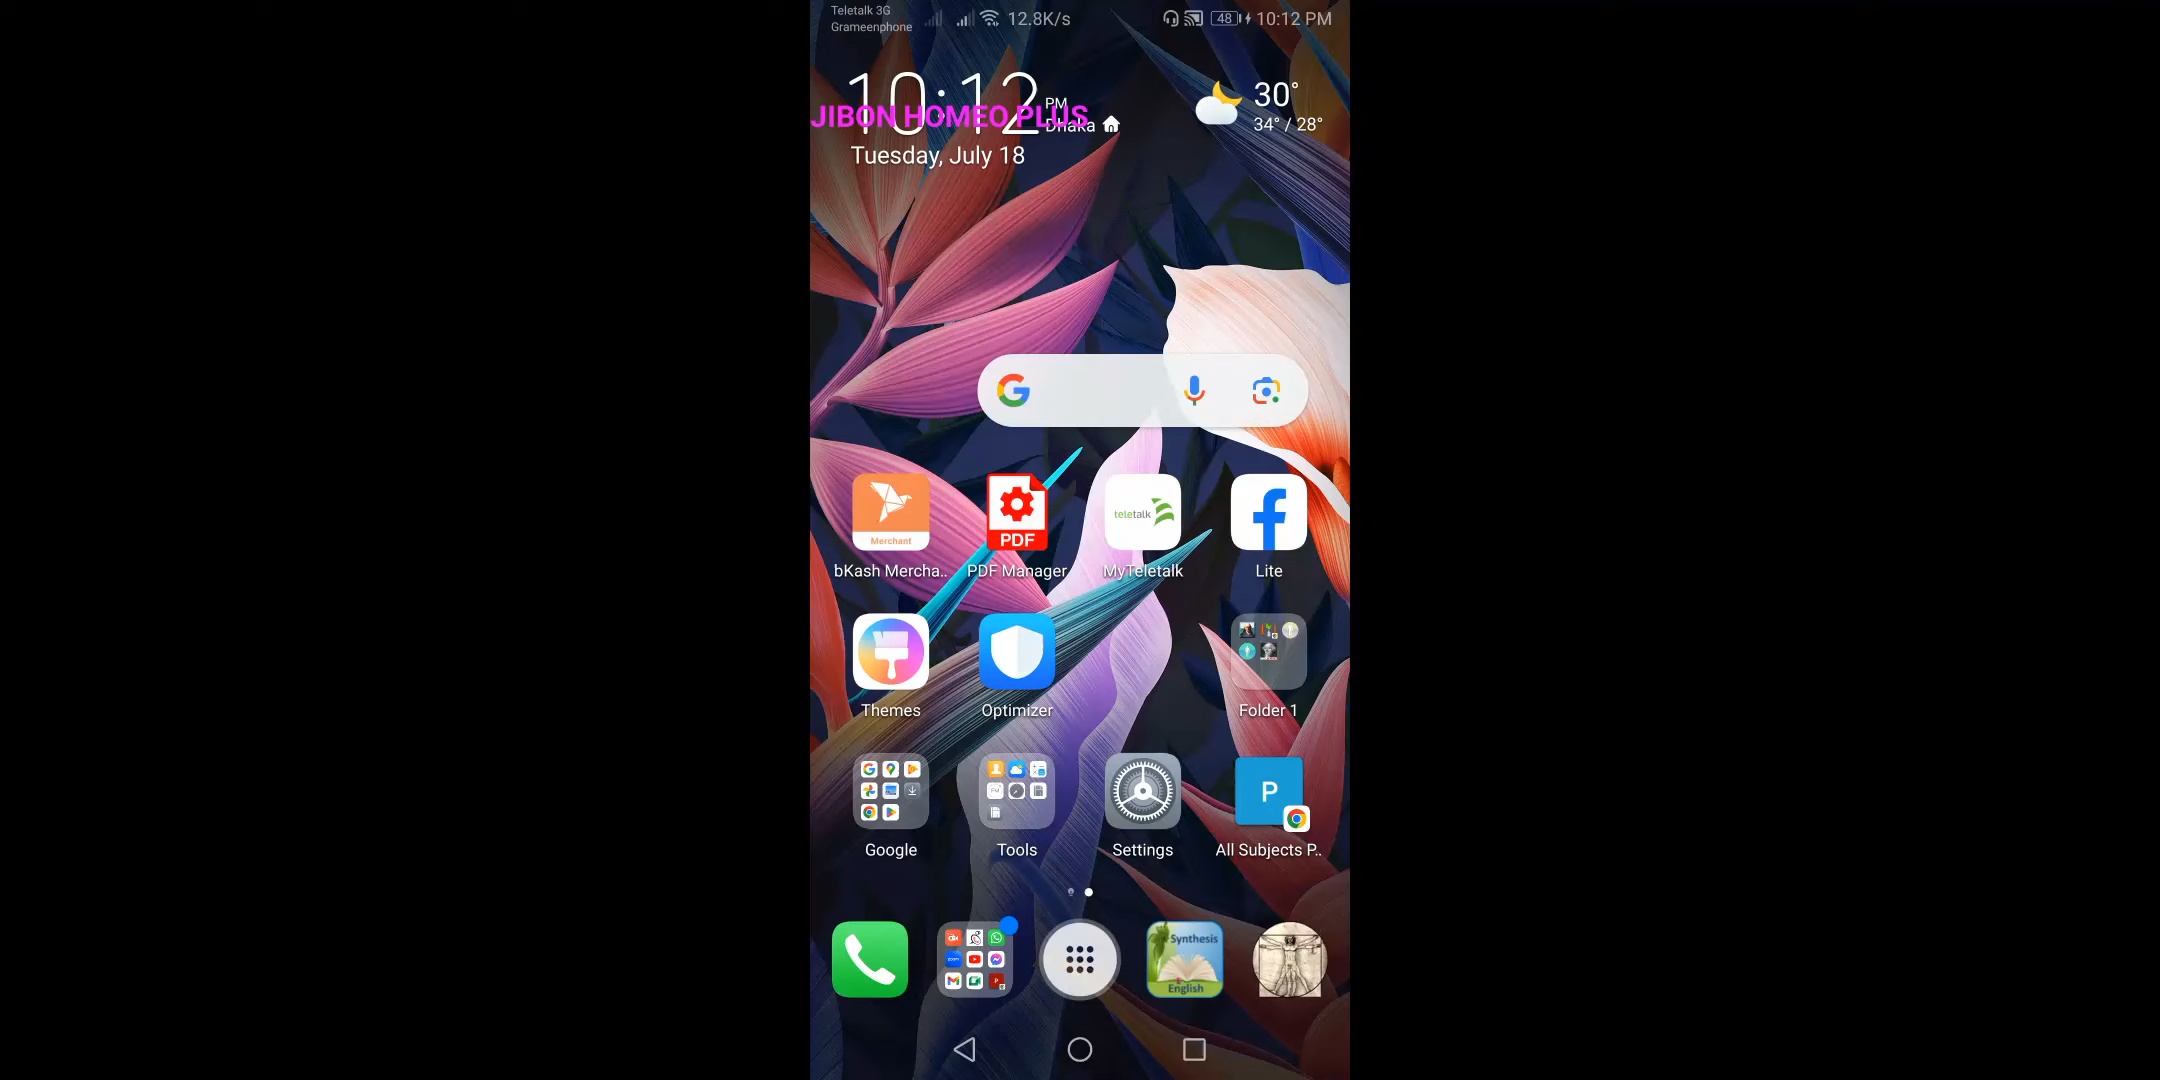 Teletalk 3G
Grameenphone
12.8K/s
48
10:12 PM
10:12
PM
JIBON HOMEO PLUS
Dhaka
Tuesday, July 18
30°
34° / 28°
Merchant
PDF
teletalk
bKash Mercha..
PDF Manager
MyTeletalk
Lite
Themes
Optimizer
Folder 1
P
Google
Tools
Settings
All Subjects P..
Synthesis
English